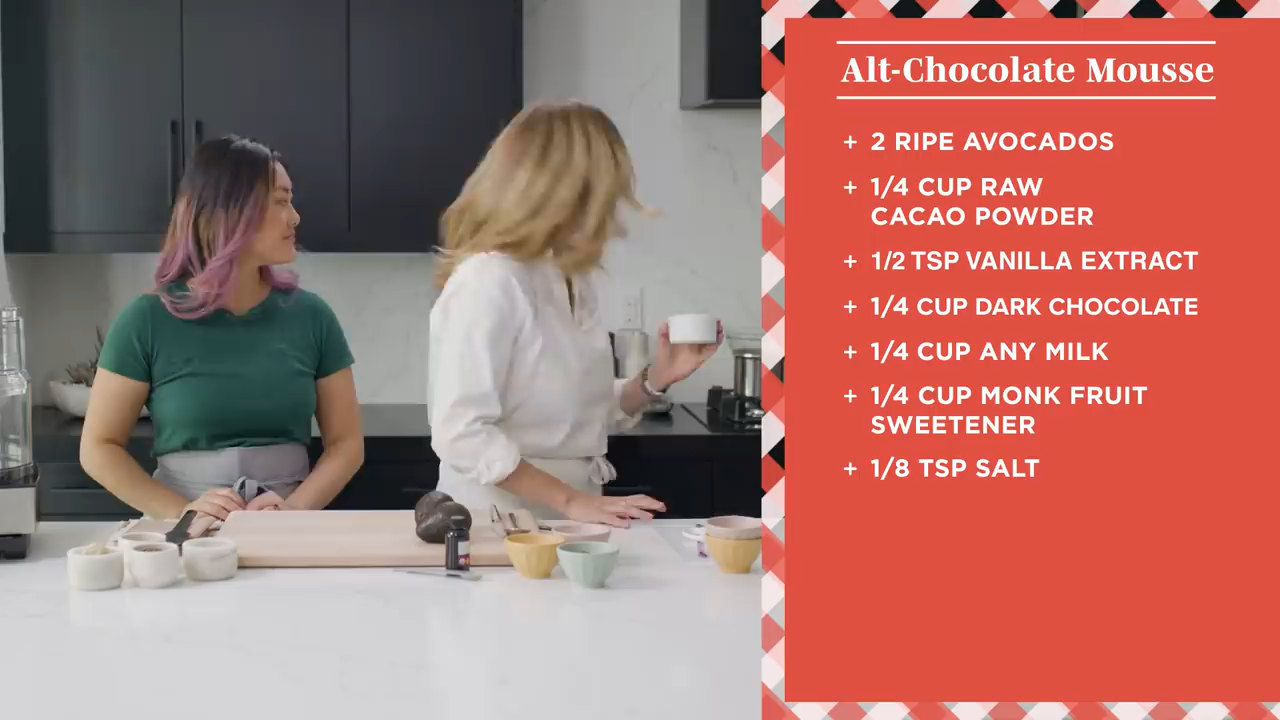 Alt-Chocolate Mousse
+ 2 RIPE AVOCADOS
+ 1/4 CUP RAW
CACAO POWDER
+ 1/2 TSP VANILLA EXTRACT
+ 1/4 CUP DARK CHOCOLATE
+ 1/4 CUP ANY MILK
+ 1/4 CUP MONK FRUIT
SWEETENER
+ 1/8 TSP SALT